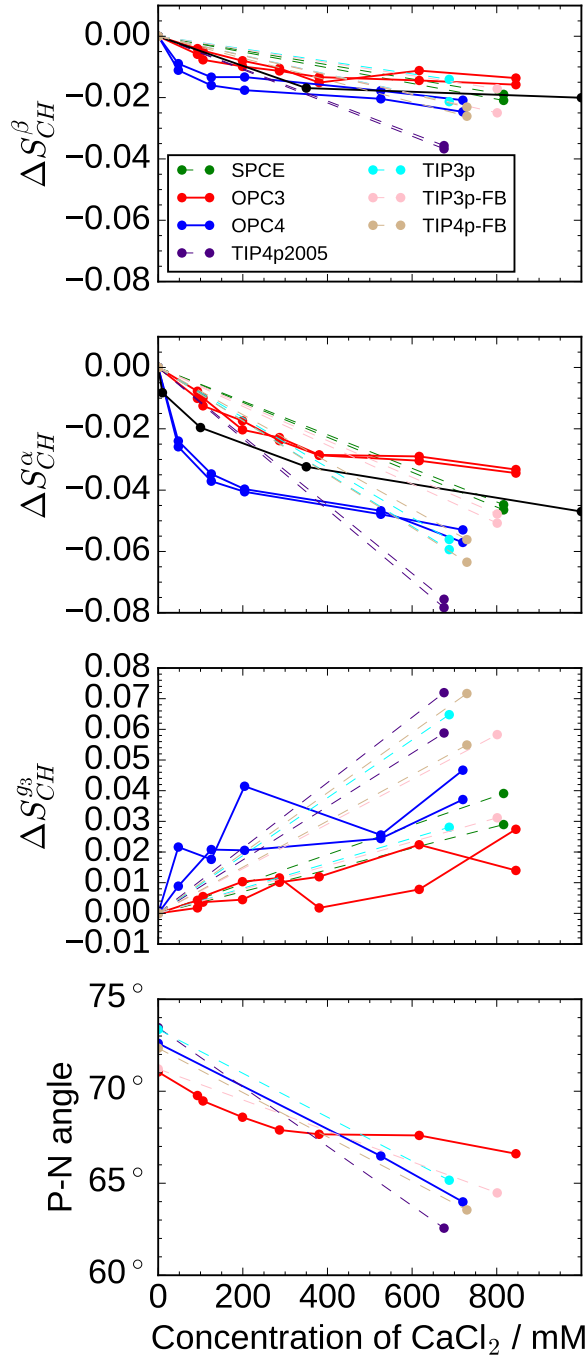 0.00
−0.02
−0.04
−0.06
−0.08
ΔS^β_CH
SPCE
OPC3
OPC4
TIP4p2005
TIP3p
TIP3p-FB
TIP4p-FB
0.00
−0.02
−0.04
−0.06
−0.08
ΔS^α_CH
0.08
0.07
0.06
0.05
0.04
0.03
0.02
0.01
0.00
−0.01
ΔS^g₃_CH
75°
70°
65°
60°
P-N angle
0 200 400 600 800
Concentration of CaCl₂ / mM